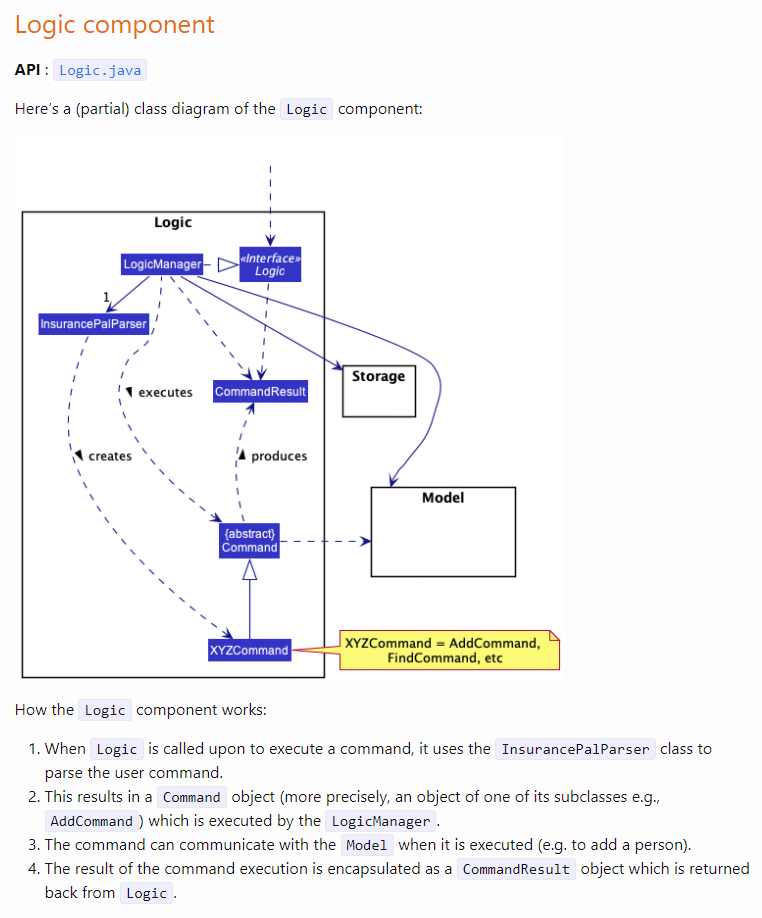 Logic component
API : Logic.java
Here’s a (partial) class diagram of the Logic component:
Logic
LogicManager
«Interface»
Logic
1
InsurancePalParser
Storage
executes
CommandResult
creates
produces
Model
{abstract}
Command
XYZCommand
XYZCommand = AddCommand,
FindCommand, etc
How the Logic component works:
1. When Logic is called upon to execute a command, it uses the InsurancePalParser class to
parse the user command.
2. This results in a Command object (more precisely, an object of one of its subclasses e.g.,
AddCommand ) which is executed by the LogicManager .
3. The command can communicate with the Model when it is executed (e.g. to add a person).
4. The result of the command execution is encapsulated as a CommandResult object which is returned
back from Logic .